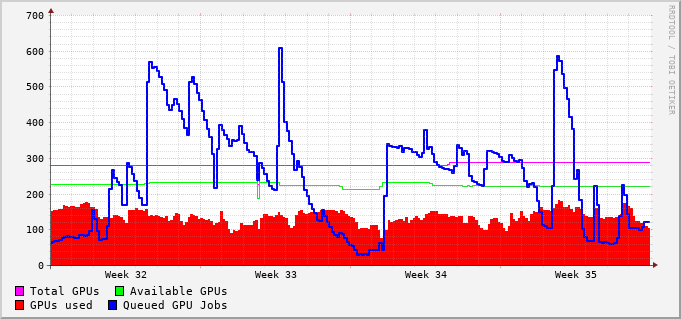 700
600
500
400
300
200
100
0
Week 32 Week 33 Week 34 Week 35
Total GPUs Available GPUs
GPUs used Queued GPU Jobs
RRDTOOL / TOBI OETIKER